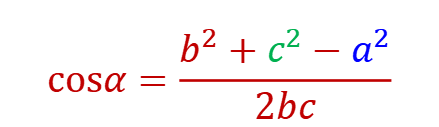 cosα = (b² + c² − a²) / 2bc